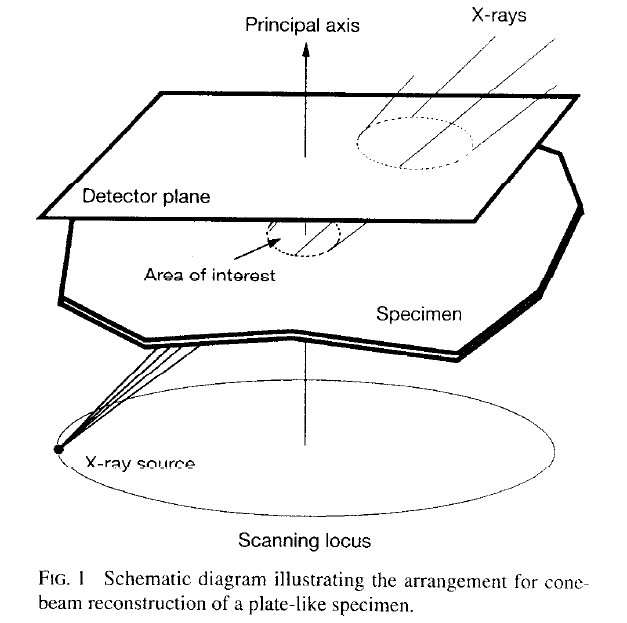 Principal axis
X-rays
Detector plane
Area of interest
Specimen
X-ray source
Scanning locus
FIG. 1 Schematic diagram illustrating the arrangement for cone-
beam reconstruction of a plate-like specimen.